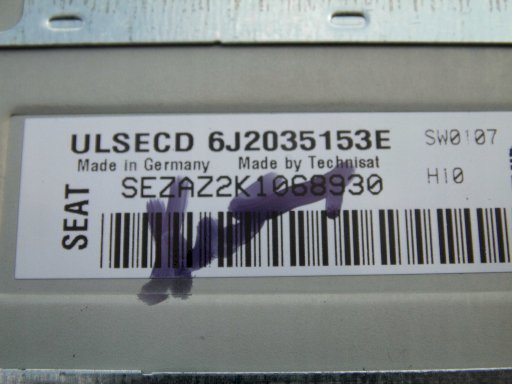 ULSECD 6J2035153E SW0107
Made in Germany Made by Technisat
SEZAZ2K1068930 H10
SEAT